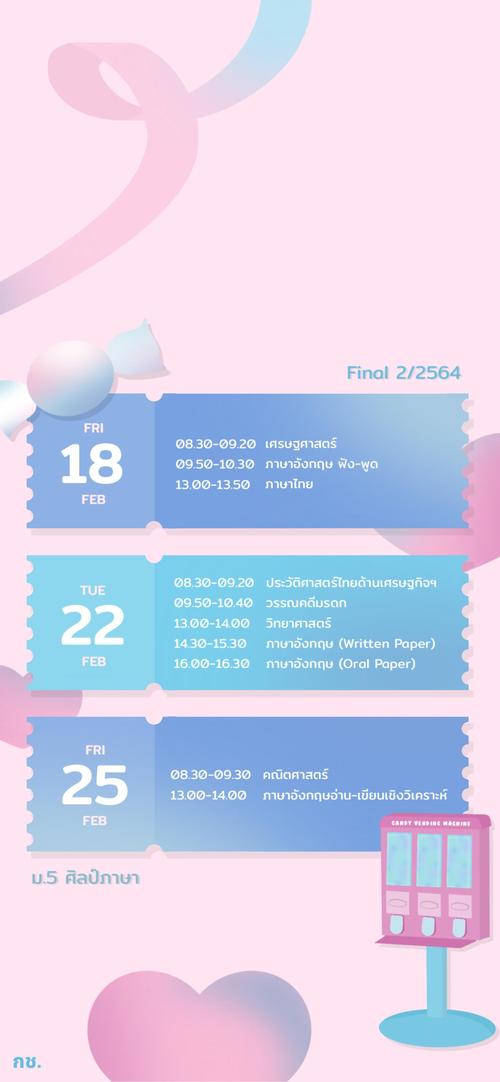 Final 2/2564
FRI
18
FEB
08.30-09.20 เศรษฐศาสตร์
09.50-10.30 ภาษาอังกฤษ ฟัง-พูด
13.00-13.50 ภาษาไทย
TUE
22
FEB
08.30-09.20 ประวัติศาสตร์ไทยด้านเศรษฐกิจฯ
09.50-10.40 วรรณคดีมรดก
13.00-14.00 วิทยาศาสตร์
14.30-15.30 ภาษาอังกฤษ (Written Paper)
16.00-16.30 ภาษาอังกฤษ (Oral Paper)
FRI
25
FEB
08.30-09.30 คณิตศาสตร์
13.00-14.00 ภาษาอังกฤษอ่าน-เขียนเชิงวิเคราะห์
CANDY VENDING MACHINE
ม.5 ศิลป์ภาษา
กช.